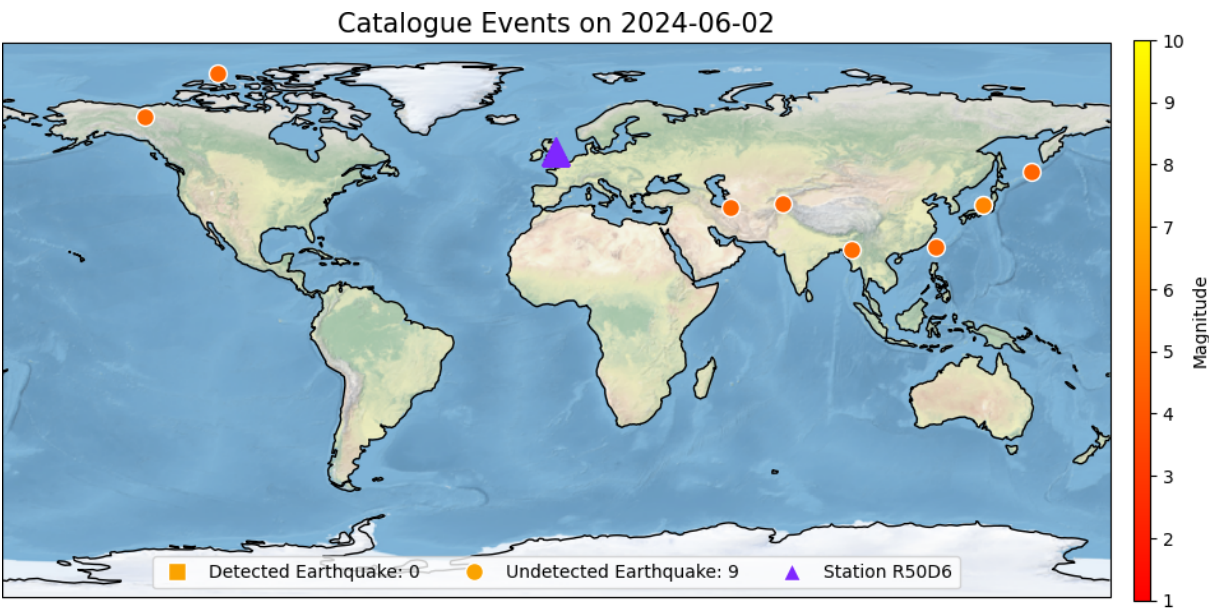 Catalogue Events on 2024-06-02
10
9
8
7
6
5
4
3
2
1
Magnitude
Detected Earthquake: 0
Undetected Earthquake: 9
Station R50D6